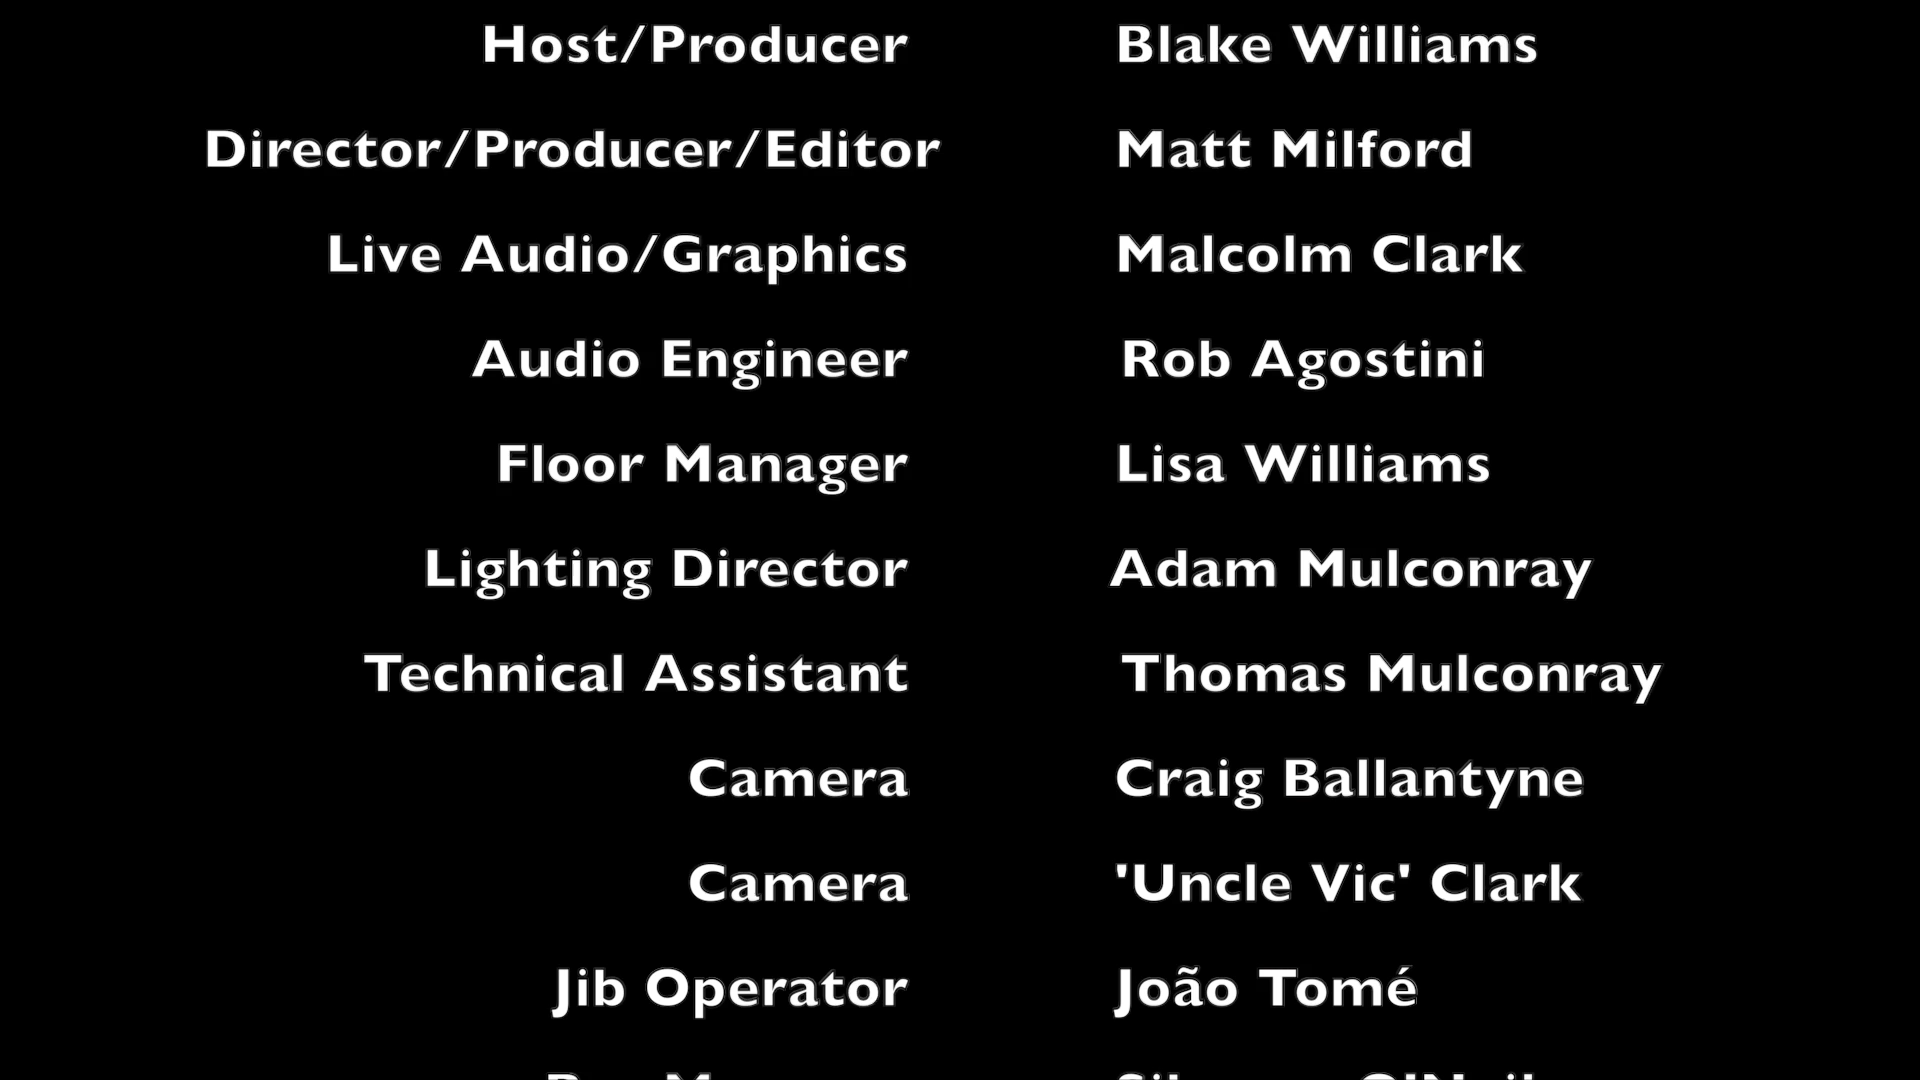 Host/Producer Blake Williams
Director/Producer/Editor Matt Milford
Live Audio/Graphics Malcolm Clark
Audio Engineer Rob Agostini
Floor Manager Lisa Williams
Lighting Director Adam Mulconray
Technical Assistant Thomas Mulconray
Camera Craig Ballantyne
Camera 'Uncle Vic' Clark
Jib Operator João Tomé